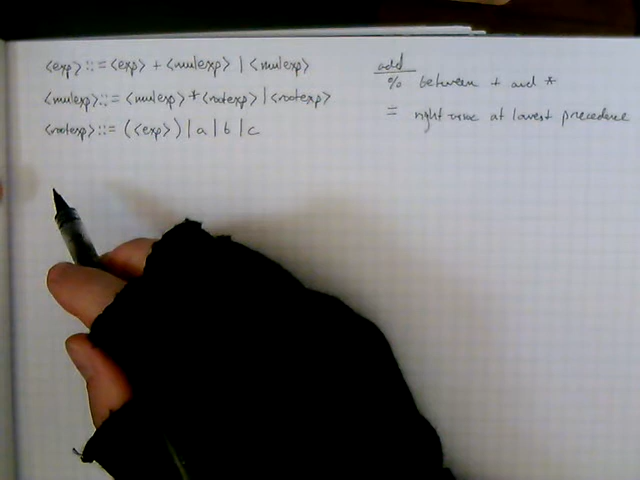 <exp>::= <exp> + <mulexp> | <mulexp>
<mulexp>::= <mulexp> * <rootexp> | <rootexp>
<rootexp>::= (<exp>) | a | b | c
add
% between + and *
= right assoc at lowest precedence